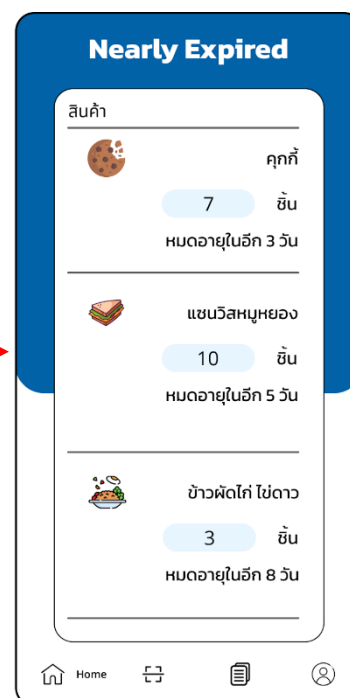 Nearly Expired
สินค้า
คุกกี้
7 ชิ้น
หมดอายุในอีก 3 วัน
แซนวิสหมูหยอง
10 ชิ้น
หมดอายุในอีก 5 วัน
ข้าวผัดไก่ ไข่ดาว
3 ชิ้น
หมดอายุในอีก 8 วัน
Home